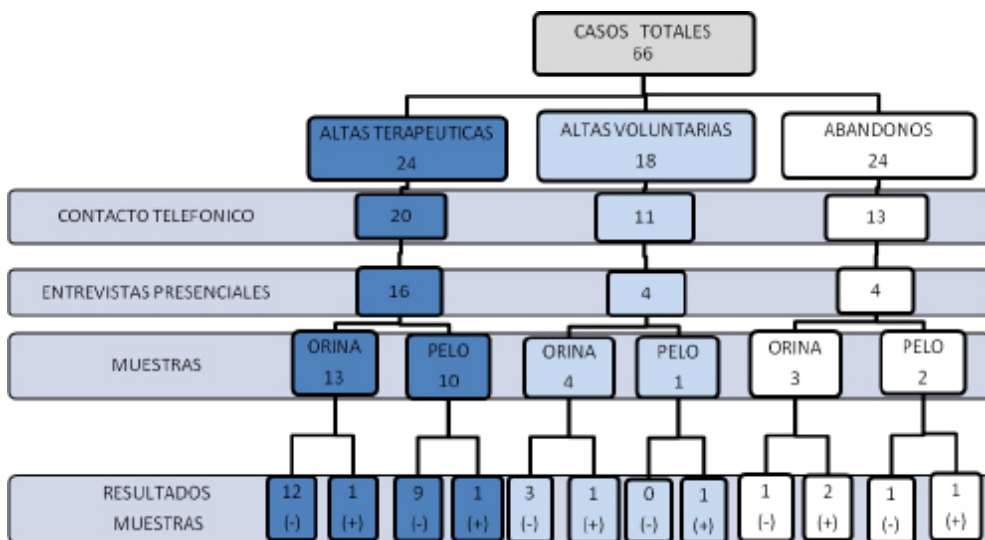 CASOS TOTALES
66
ALTAS TERAPEUTICAS
24
ALTAS VOLUNTARIAS
18
ABANDONOS
24
CONTACTO TELEFONICO
20
11
13
ENTREVISTAS PRESENCIALES
16
4
4
MUESTRAS
ORINA
13
PELO
10
ORINA
4
PELO
1
ORINA
3
PELO
2
RESULTADOS
MUESTRAS
12
(-)
1
(+)
9
(-)
1
(+)
3
(-)
1
(+)
0
(-)
1
(+)
1
(-)
2
(+)
1
(-)
1
(+)